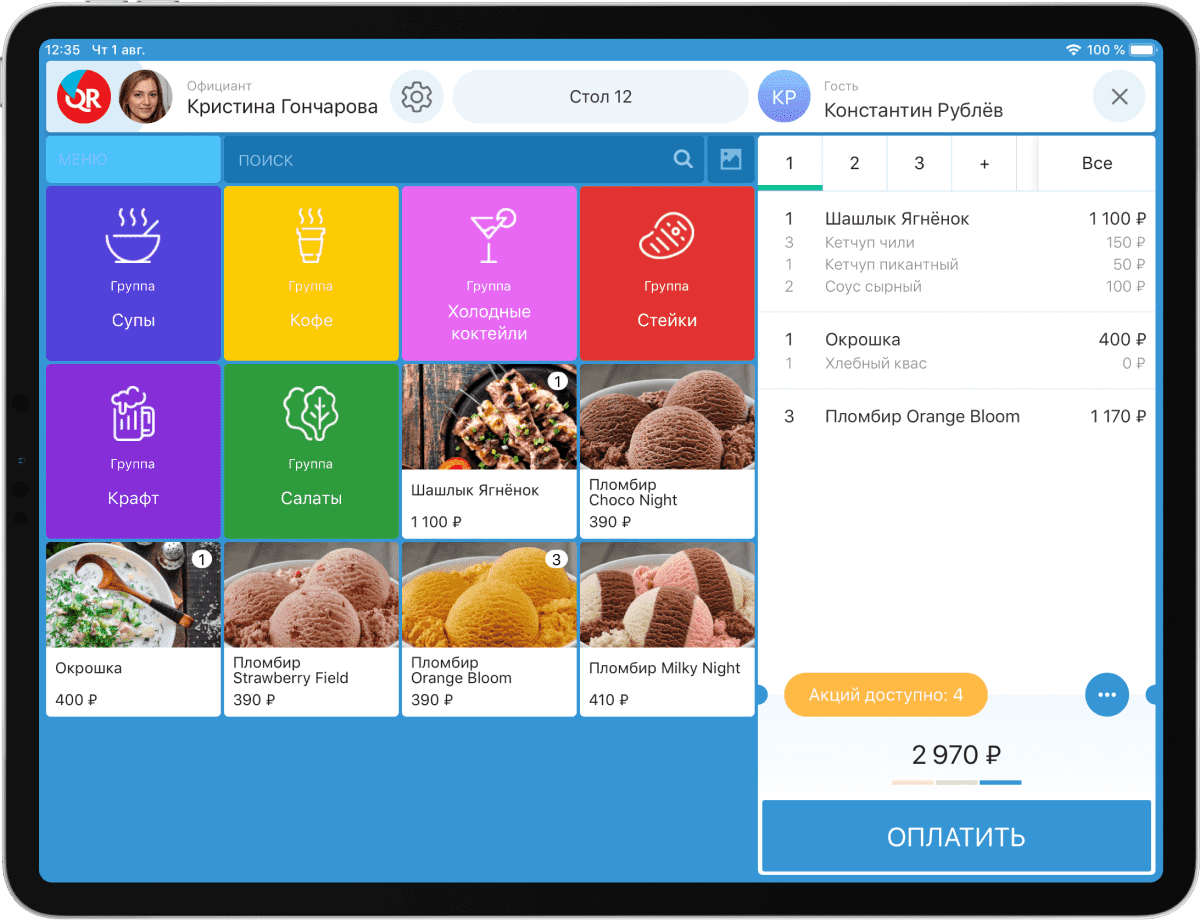 12:35 Чт 1 авг.
100 %
QR
Официант
Кристина Гончарова
Стол 12
КР
Гость
Константин Рублёв
МЕНЮ
ПОИСК
1 2 3 + Все
Группа
Супы
Группа
Кофе
Группа
Холодные
коктейли
Группа
Стейки
Группа
Крафт
Группа
Салаты
1
Шашлык Ягнёнок
1 100 ₽
Пломбир
Choco Night
390 ₽
1
Окрошка
400 ₽
Пломбир
Strawberry Field
390 ₽
3
Пломбир
Orange Bloom
390 ₽
Пломбир Milky Night
410 ₽
1 Шашлык Ягнёнок 1 100 ₽
3 Кетчуп чили 150 ₽
1 Кетчуп пикантный 50 ₽
2 Соус сырный 100 ₽
1 Окрошка 400 ₽
1 Хлебный квас 0 ₽
3 Пломбир Orange Bloom 1 170 ₽
Акций доступно: 4
2 970 ₽
ОПЛАТИТЬ